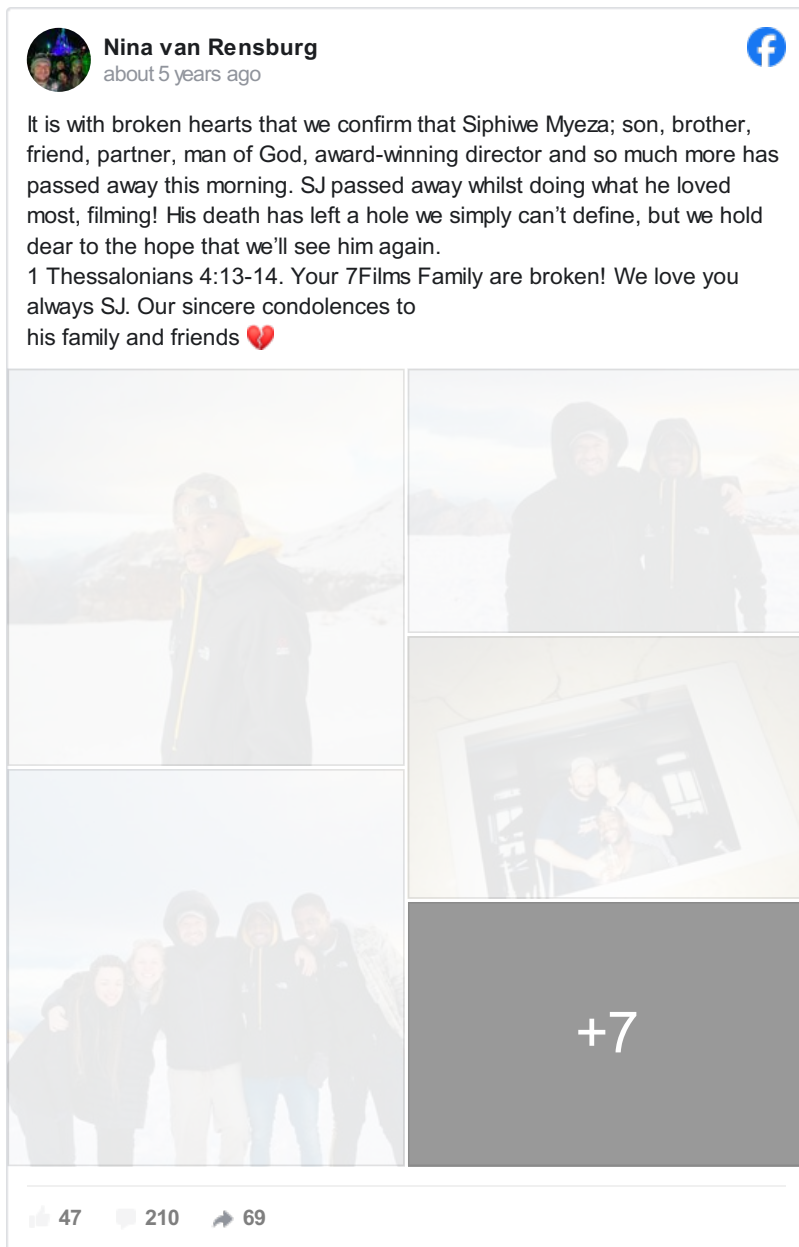 Nina van Rensburg
about 5 years ago
It is with broken hearts that we confirm that Siphiwe Myeza; son, brother,
friend, partner, man of God, award-winning director and so much more has
passed away this morning. SJ passed away whilst doing what he loved
most, filming! His death has left a hole we simply can’t define, but we hold
dear to the hope that we’ll see him again.
1 Thessalonians 4:13-14. Your 7Films Family are broken! We love you
always SJ. Our sincere condolences to
his family and friends 💔
+7
47 210 69